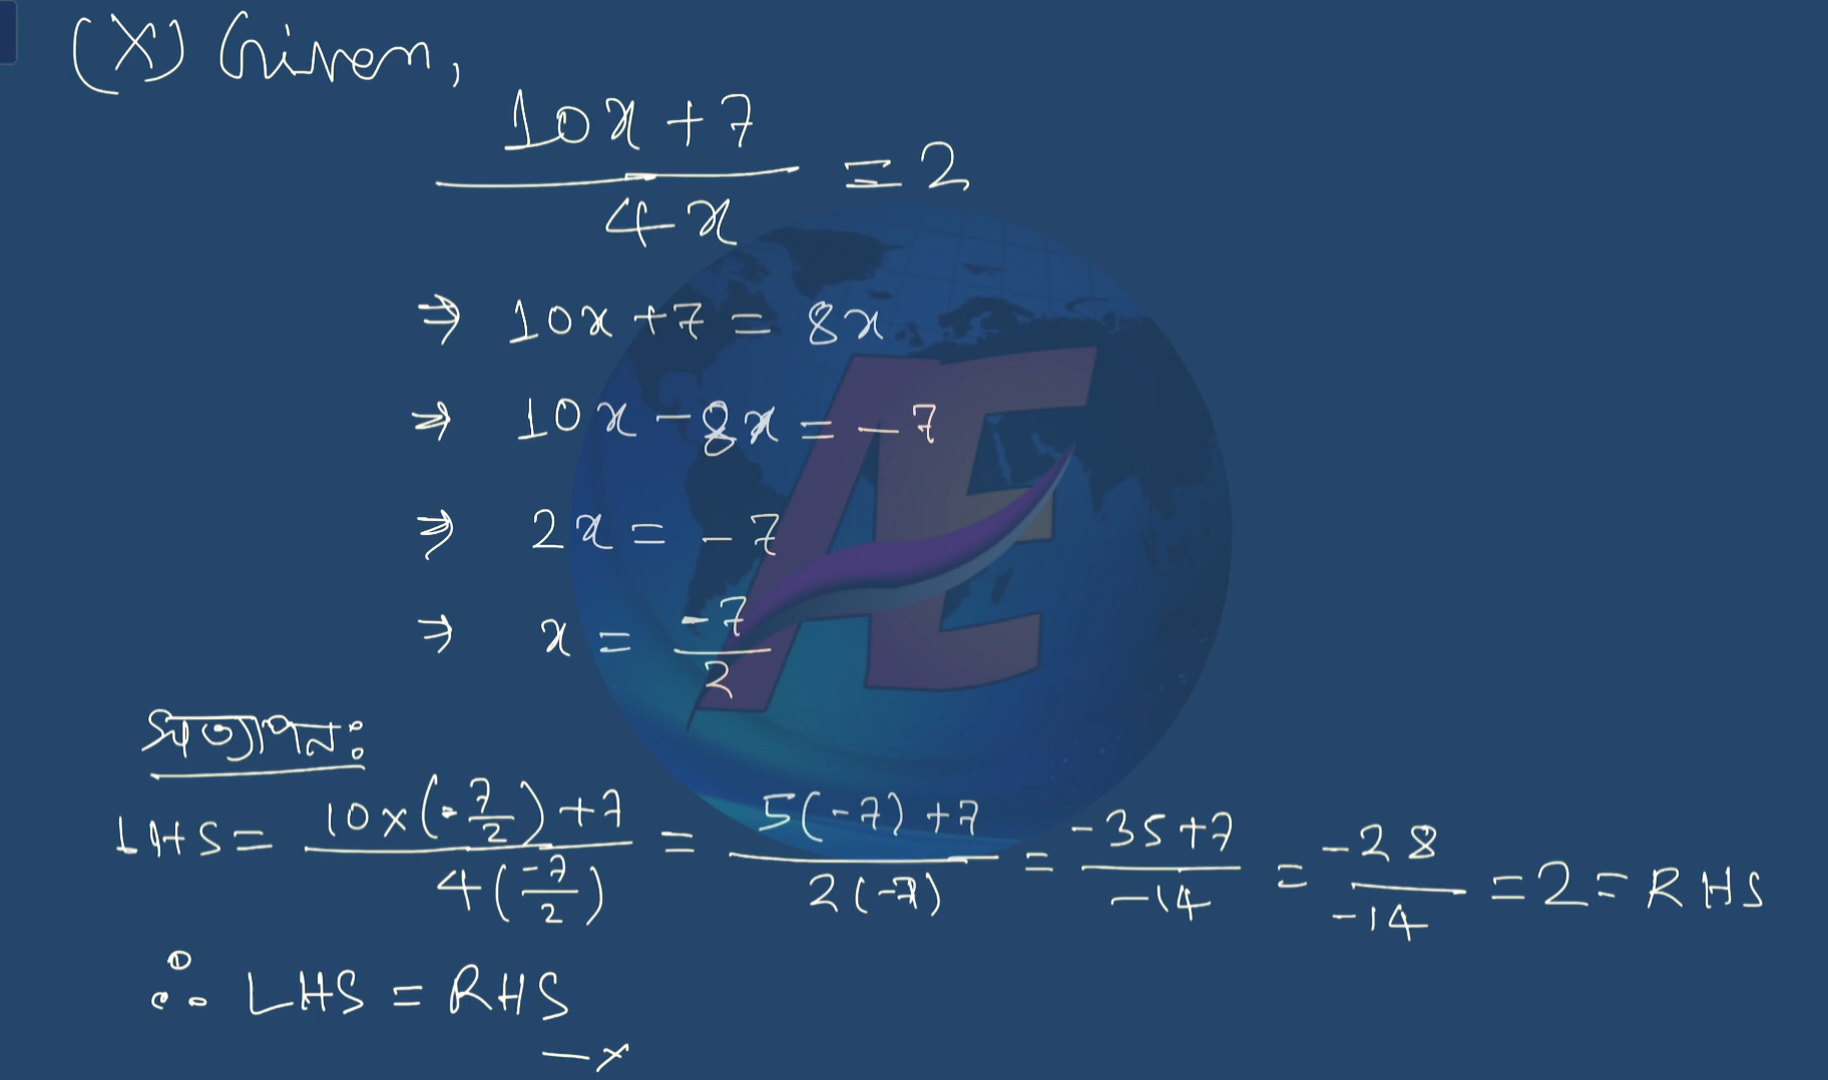 (X) Given,
10x + 7
_____ = 2
4x
⇒ 10x + 7 = 8x
⇒ 10x - 8x = -7
⇒ 2x = -7
⇒ x = -7/2
সত্যাপন:
LHS = (10×(-7/2)+7)/(4(-7/2)) = (5(-7)+7)/(2(-7)) = (-35+7)/(-14) = (-28)/(-14) = 2 = RHS
∴ LHS = RHS
—x
AE